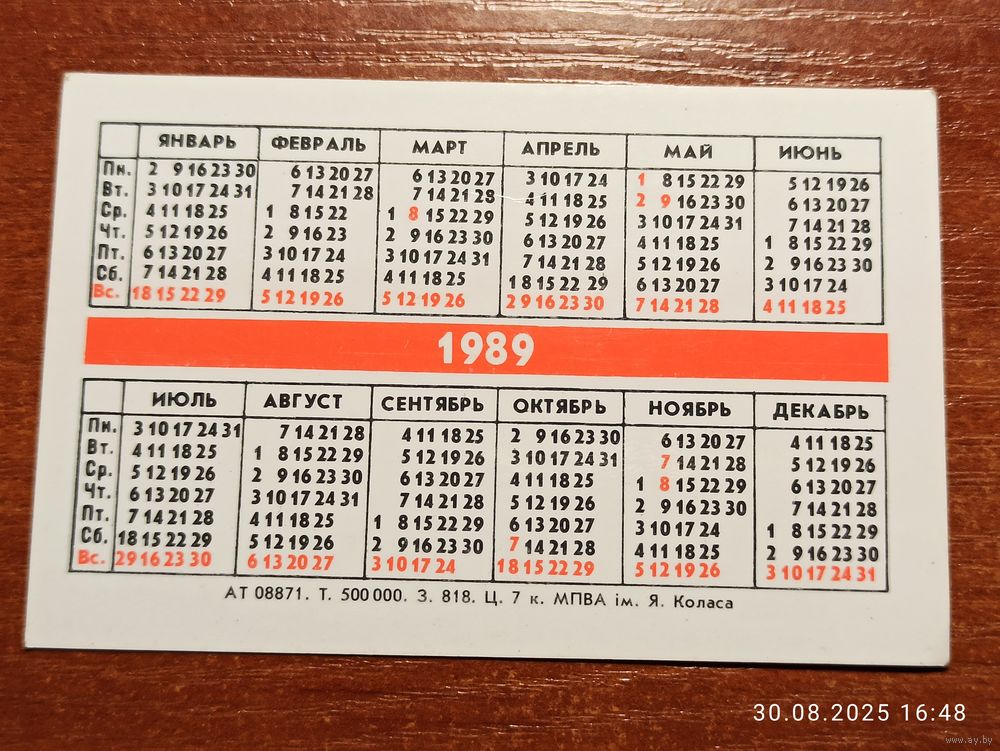 ЯНВАРЬ ФЕВРАЛЬ МАРТ АПРЕЛЬ МАЙ ИЮНЬ
Пн. 2 9 16 23 30 6 13 20 27 6 13 20 27 3 10 17 24 1 8 15 22 29 5 12 19 26
Вт. 3 10 17 24 31 7 14 21 28 7 14 21 28 4 11 18 25 2 9 16 23 30 6 13 20 27
Ср. 4 11 18 25 1 8 15 22 1 8 15 22 29 5 12 19 26 3 10 17 24 31 7 14 21 28
Чт. 5 12 19 26 2 9 16 23 2 9 16 23 30 6 13 20 27 4 11 18 25 1 8 15 22 29
Пт. 6 13 20 27 3 10 17 24 3 10 17 24 31 7 14 21 28 5 12 19 26 2 9 16 23 30
Сб. 7 14 21 28 4 11 18 25 4 11 18 25 1 8 15 22 29 6 13 20 27 3 10 17 24
Вс. 1 8 15 22 29 5 12 19 26 5 12 19 26 2 9 16 23 30 7 14 21 28 4 11 18 25
1989
ИЮЛЬ АВГУСТ СЕНТЯБРЬ ОКТЯБРЬ НОЯБРЬ ДЕКАБРЬ
Пн. 3 10 17 24 31 7 14 21 28 4 11 18 25 2 9 16 23 30 6 13 20 27 4 11 18 25
Вт. 4 11 18 25 1 8 15 22 29 5 12 19 26 3 10 17 24 31 7 14 21 28 5 12 19 26
Ср. 5 12 19 26 2 9 16 23 30 6 13 20 27 4 11 18 25 1 8 15 22 29 6 13 20 27
Чт. 6 13 20 27 3 10 17 24 31 7 14 21 28 5 12 19 26 2 9 16 23 30 7 14 21 28
Пт. 7 14 21 28 4 11 18 25 1 8 15 22 29 6 13 20 27 3 10 17 24 1 8 15 22 29
Сб. 1 8 15 22 29 5 12 19 26 2 9 16 23 30 7 14 21 28 4 11 18 25 2 9 16 23 30
Вс. 2 9 16 23 30 6 13 20 27 3 10 17 24 1 8 15 22 29 5 12 19 26 3 10 17 24 31
АТ 08871. Т. 500 000. З. 818. Ц. 7 к. МПВА ім. Я. Коласа
30.08.2025 16:48
www.ay.by